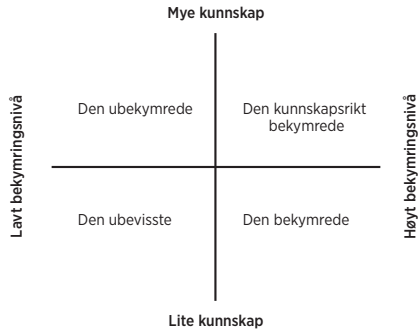 Mye kunnskap
Lavt bekymringsnivå
Den ubekymrede
Den kunnskapsrikt
bekymrede
Høyt bekymringsnivå
Den ubevisste
Den bekymrede
Lite kunnskap